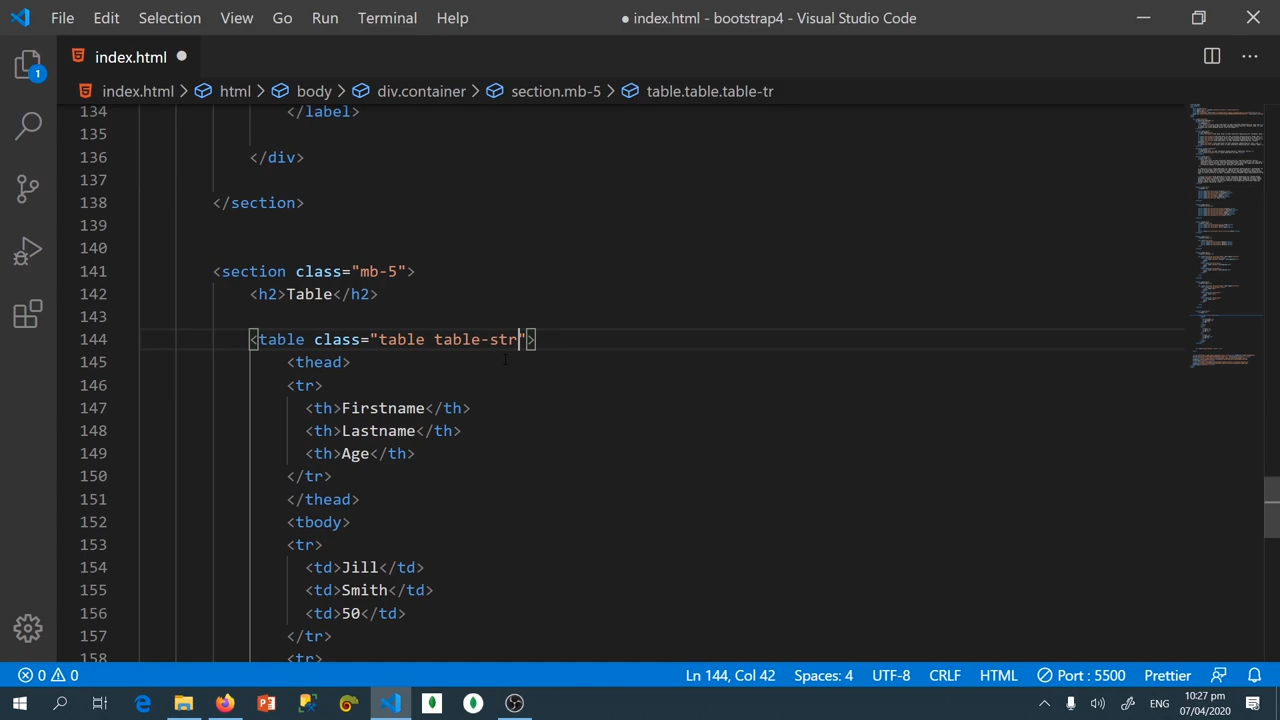 File Edit Selection View Go Run Terminal Help ● index.html - bootstrap4 - Visual Studio Code
index.html
1
index.html > html > body > div.container > section.mb-5 > table.table.table-tr
134 </label>
135
136 </div>
137
138 </section>
139
140
141 <section class="mb-5">
142 <h2>Table</h2>
143
144 <table class="table table-str">
145 <thead>
146 <tr>
147 <th>Firstname</th>
148 <th>Lastname</th>
149 <th>Age</th>
150 </tr>
151 </thead>
152 <tbody>
153 <tr>
154 <td>Jill</td>
155 <td>Smith</td>
156 <td>50</td>
157 </tr>
158 <tr>
0 0 Ln 144, Col 42 Spaces: 4 UTF-8 CRLF HTML Port : 5500 Prettier
ENG 10:27 pm
07/04/2020